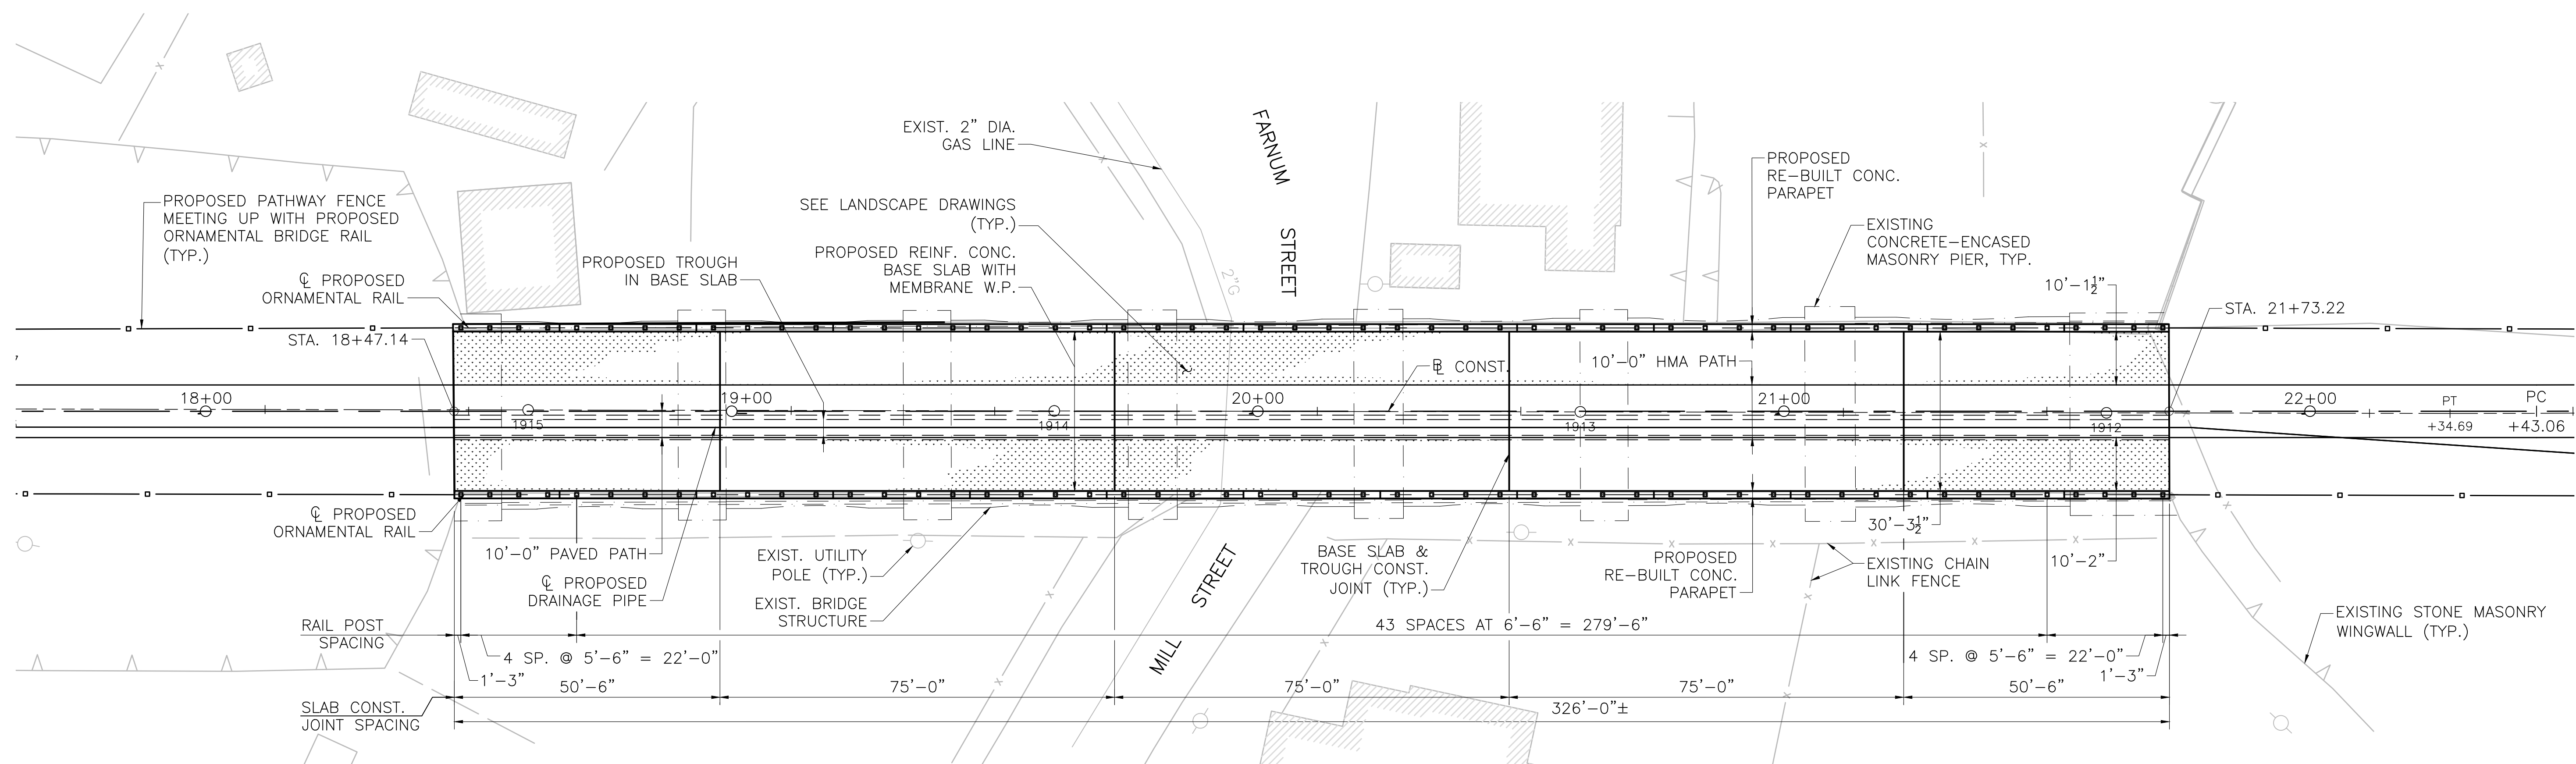 EXIST. 2" DIA.
GAS LINE
FARNUM
STREET
PROPOSED
RE-BUILT CONC.
PARAPET
PROPOSED PATHWAY FENCE
MEETING UP WITH PROPOSED
ORNAMENTAL BRIDGE RAIL
(TYP.)
SEE LANDSCAPE DRAWINGS
(TYP.)
EXISTING
CONCRETE-ENCASED
MASONRY PIER, TYP.
PROPOSED TROUGH
IN BASE SLAB
PROPOSED REINF. CONC.
BASE SLAB WITH
MEMBRANE W.P.
2"G
℄ PROPOSED
ORNAMENTAL RAIL
10'-1½"
STA. 18+47.14
STA. 21+73.22
10'-0" HMA PATH
B CONST.
18+00
19+00
20+00
21+00
22+00
PT
+34.69
PC
+43.06
1915
1914
1913
1912
℄ PROPOSED
ORNAMENTAL RAIL
10'-0" PAVED PATH
℄ PROPOSED
DRAINAGE PIPE
EXIST. UTILITY
POLE (TYP.)
EXIST. BRIDGE
STRUCTURE
MILL STREET
BASE SLAB &
TROUGH CONST.
JOINT (TYP.)
PROPOSED
RE-BUILT CONC.
PARAPET
30'-3½"
EXISTING CHAIN
LINK FENCE
10'-2"
EXISTING STONE MASONRY
WINGWALL (TYP.)
RAIL POST
SPACING
43 SPACES AT 6'-6" = 279'-6"
4 SP. @ 5'-6" = 22'-0"
4 SP. @ 5'-6" = 22'-0"
1'-3"
1'-3"
50'-6"
75'-0"
75'-0"
75'-0"
50'-6"
SLAB CONST.
JOINT SPACING
326'-0"±